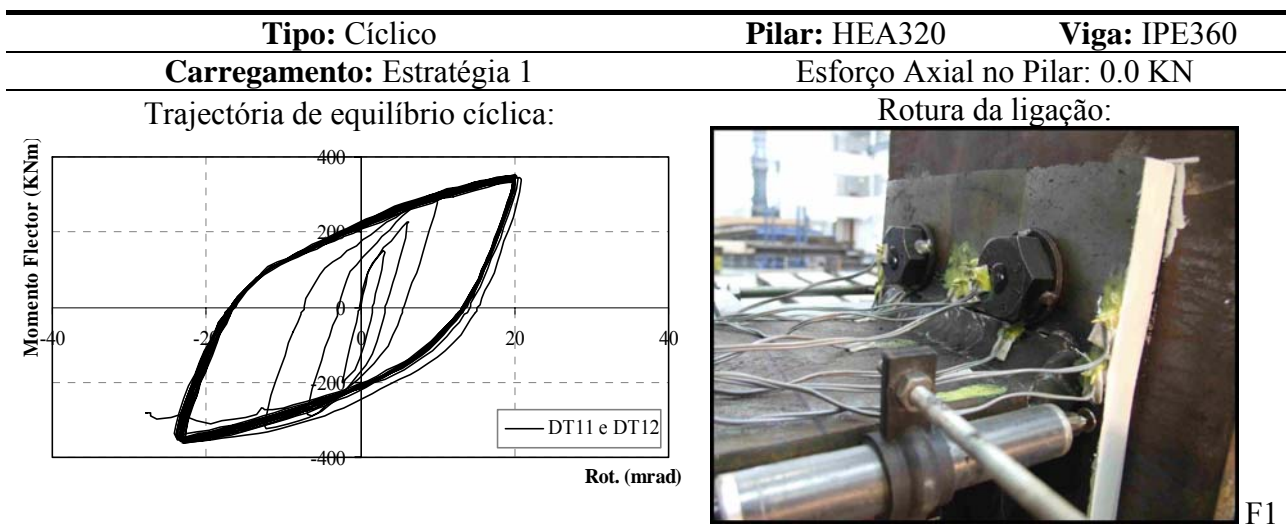 Tipo: Cíclico Pilar: HEA320 Viga: IPE360
Carregamento: Estratégia 1 Esforço Axial no Pilar: 0.0 KN
Trajectória de equilíbrio cíclica:
Rotura da ligação:
Momento Flector (KNm)
400
200
0
-200
-400
-40 -20 0 20 40
DT11 e DT12
Rot. (mrad)
F1